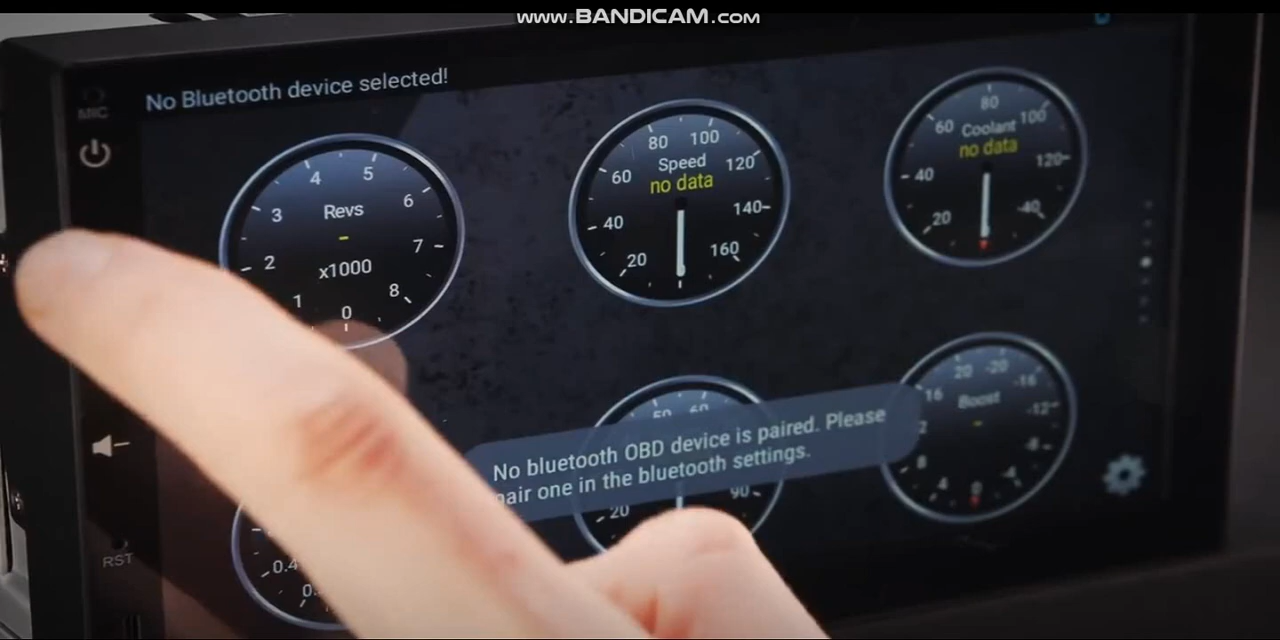 www.BANDICAM.com
No Bluetooth device selected!
MIC
4 5
3 6
Revs
2 7
x1000
1 8
0
80 100
60 120
Speed
no data
40 140
20 160
80
60 100
Coolant
no data
40 120
20 -40
50 60
20 90
20 -20
16 -16
Boost
-12
8 -8
4 -4
0
No bluetooth OBD device is paired. Please
pair one in the bluetooth settings.
RST